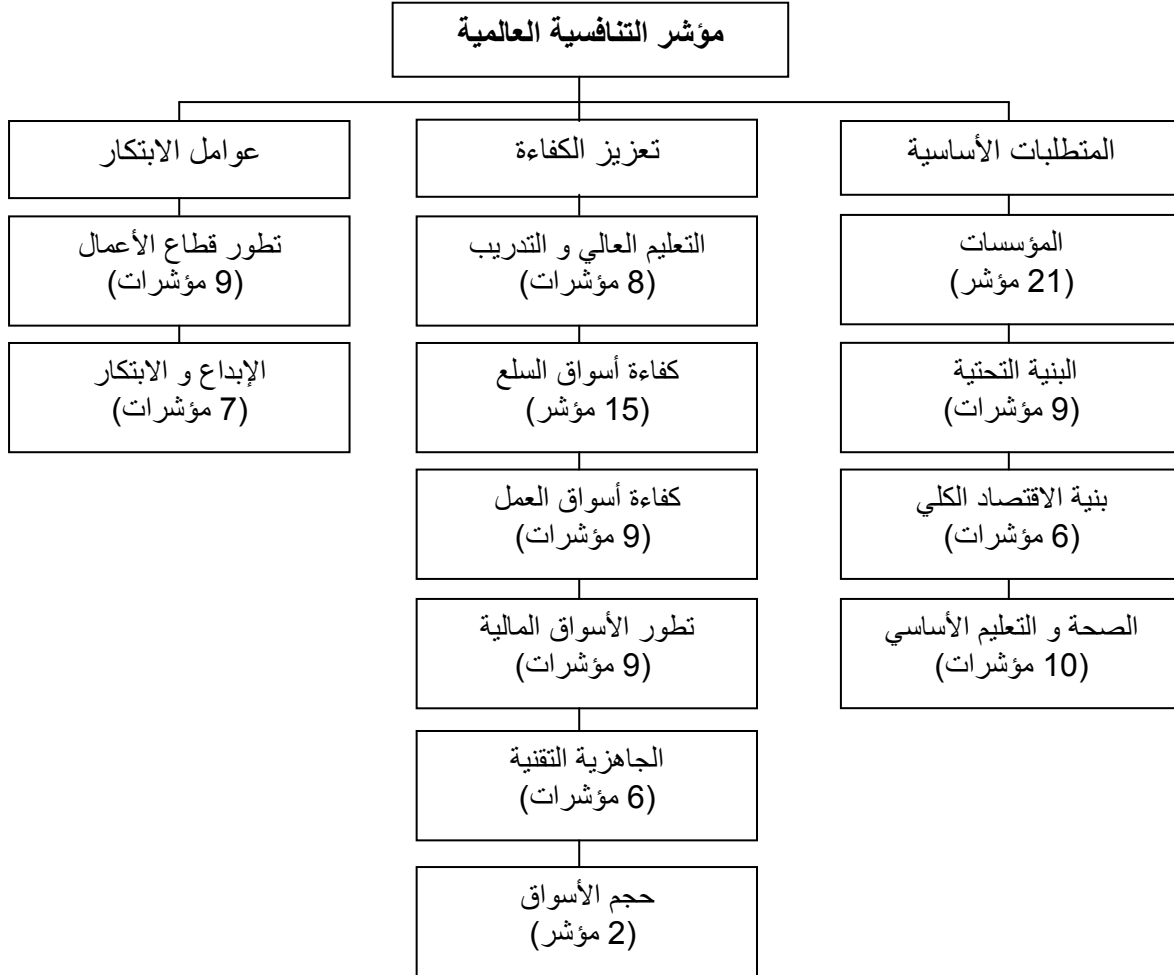 مؤشر التنافسية العالمية
المتطلبات الأساسية
المؤسسات
(21 مؤشر)
البنية التحتية
(9 مؤشرات)
بنية الاقتصاد الكلي
(6 مؤشرات)
الصحة و التعليم الأساسي
(10 مؤشرات)
تعزيز الكفاءة
التعليم العالي و التدريب
(8 مؤشرات)
كفاءة أسواق السلع
(15 مؤشر)
كفاءة أسواق العمل
(9 مؤشرات)
تطور الأسواق المالية
(9 مؤشرات)
الجاهزية التقنية
(6 مؤشرات)
حجم الأسواق
(2 مؤشر)
عوامل الابتكار
تطور قطاع الأعمال
(9 مؤشرات)
الإبداع و الابتكار
(7 مؤشرات)